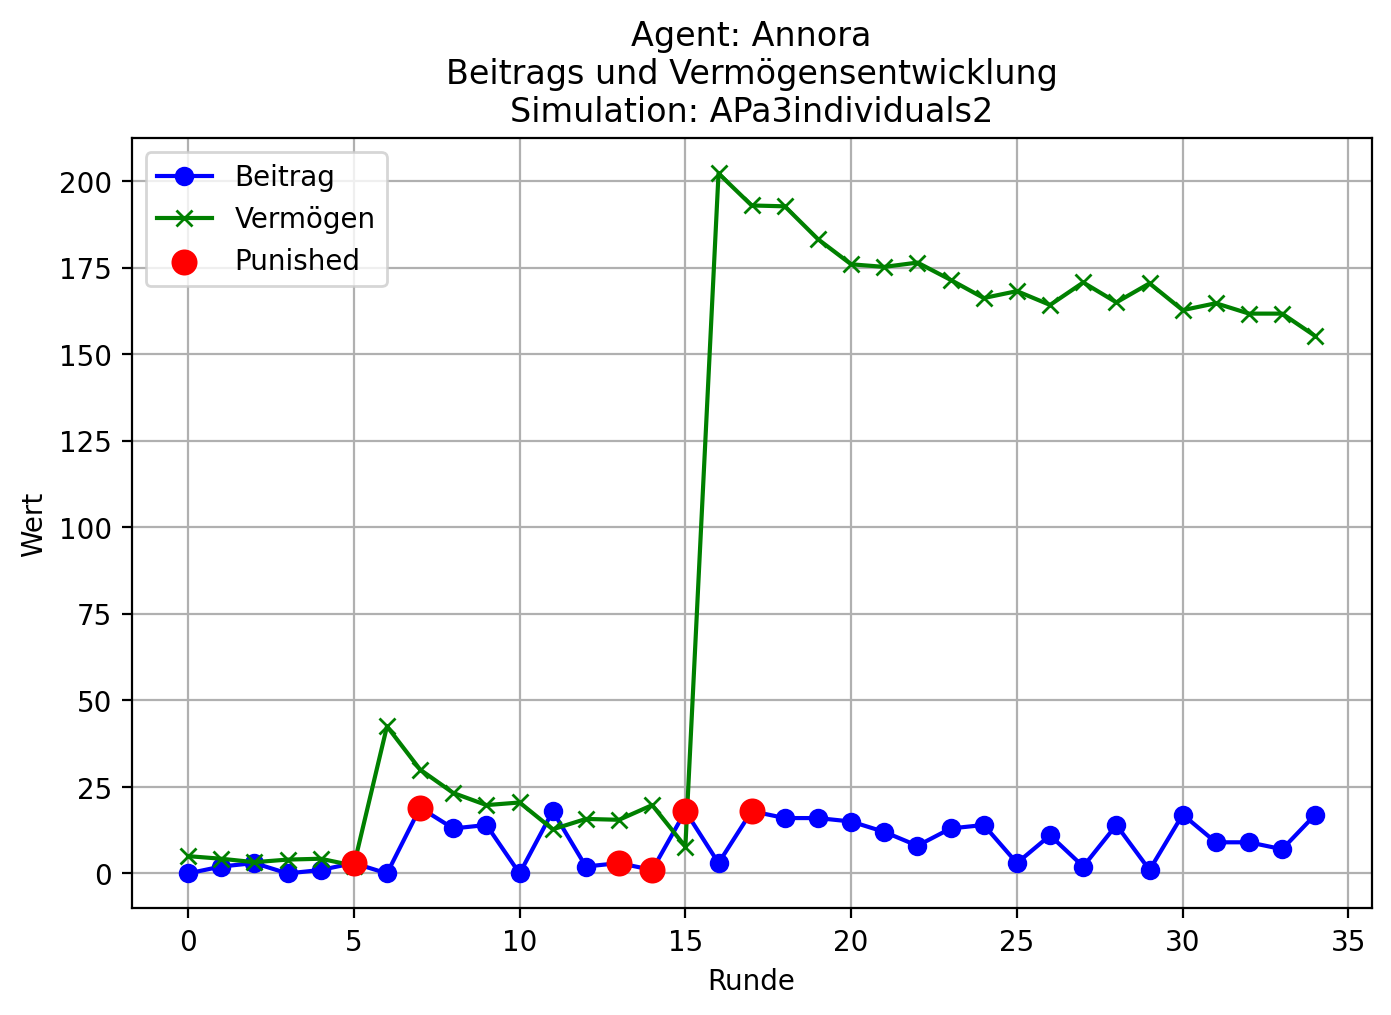 Agent: Annora
Beitrags und Vermögensentwicklung
Simulation: APa3individuals2
Beitrag
Vermögen
Punished
200
175
150
125
100
75
50
25
0
Wert
0 5 10 15 20 25 30 35
Runde